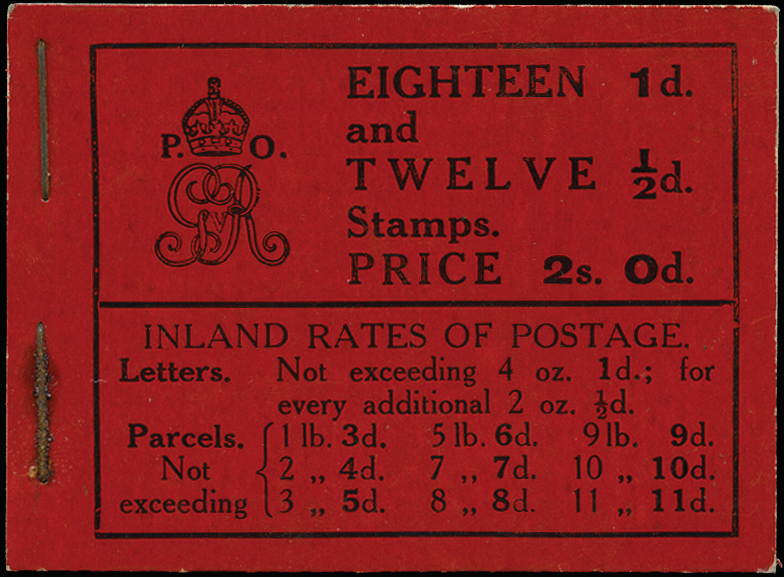 P. O.
GVR
EIGHTEEN 1d.
and
TWELVE ½d.
Stamps.
PRICE 2s. 0d.
INLAND RATES OF POSTAGE.
Letters. Not exceeding 4 oz. 1d.; for
every additional 2 oz. ½d.
Parcels. { 1 lb. 3d. 5 lb. 6d. 9 lb. 9d.
Not 2 „ 4d. 7 „ 7d. 10 „ 10d.
exceeding 3 „ 5d. 8 „ 8d. 11 „ 11d.